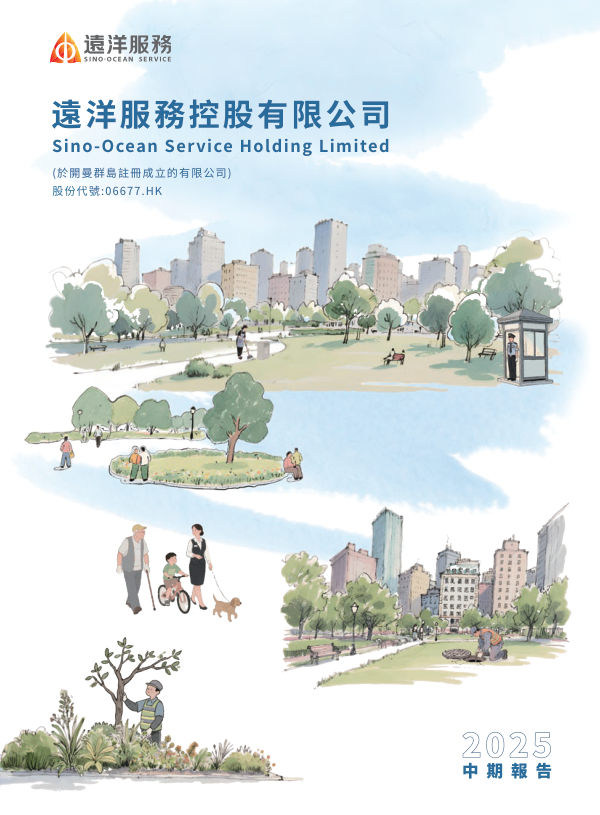 遠洋服務
SINO-OCEAN SERVICE
遠洋服務控股有限公司
Sino-Ocean Service Holding Limited
(於開曼群島註冊成立的有限公司)
股份代號:06677.HK
2025
中期報告